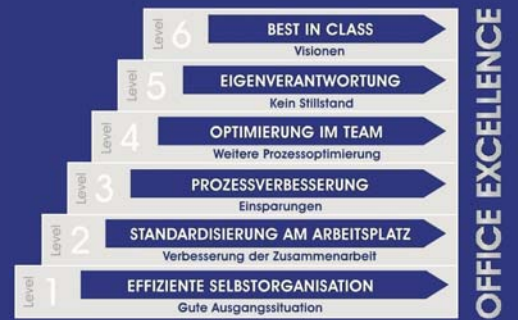 Level 6
BEST IN CLASS
Visionen
Level 5
EIGENVERANTWORTUNG
Kein Stillstand
Level 4
OPTIMIERUNG IM TEAM
Weitere Prozessoptimierung
Level 3
PROZESSVERBESSERUNG
Einsparungen
Level 2
STANDARDISIERUNG AM ARBEITSPLATZ
Verbesserung der Zusammenarbeit
Level 1
EFFIZIENTE SELBSTORGANISATION
Gute Ausgangssituation
OFFICE EXCELLENCE